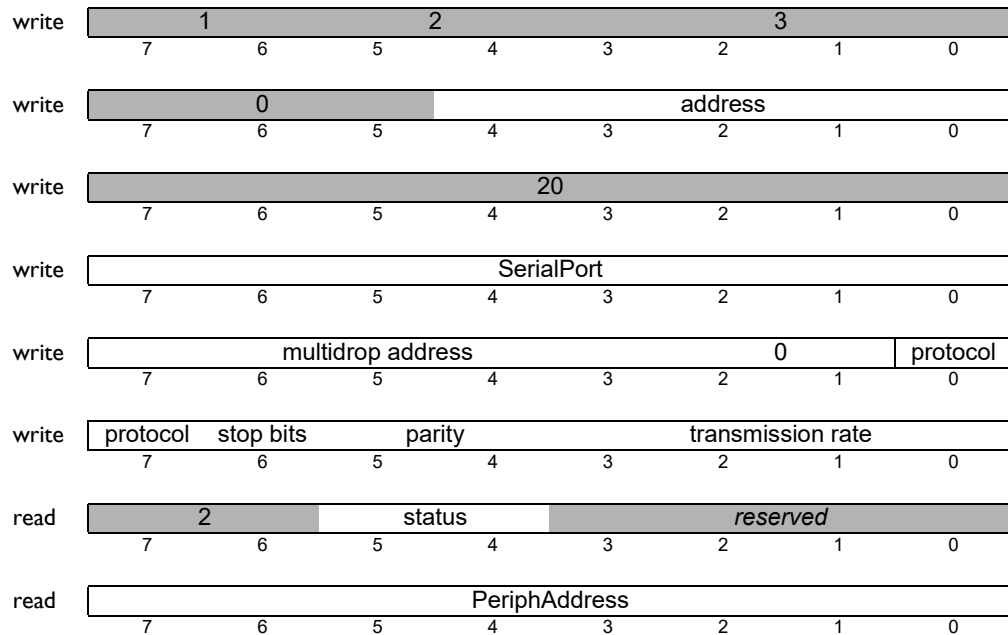 write 1 2 3
7 6 5 4 3 2 1 0
write 0 address
7 6 5 4 3 2 1 0
write 20
7 6 5 4 3 2 1 0
write SerialPort
7 6 5 4 3 2 1 0
write multidrop address 0 protocol
7 6 5 4 3 2 1 0
write protocol stop bits parity transmission rate
7 6 5 4 3 2 1 0
read 2 status reserved
7 6 5 4 3 2 1 0
read PeriphAddress
7 6 5 4 3 2 1 0